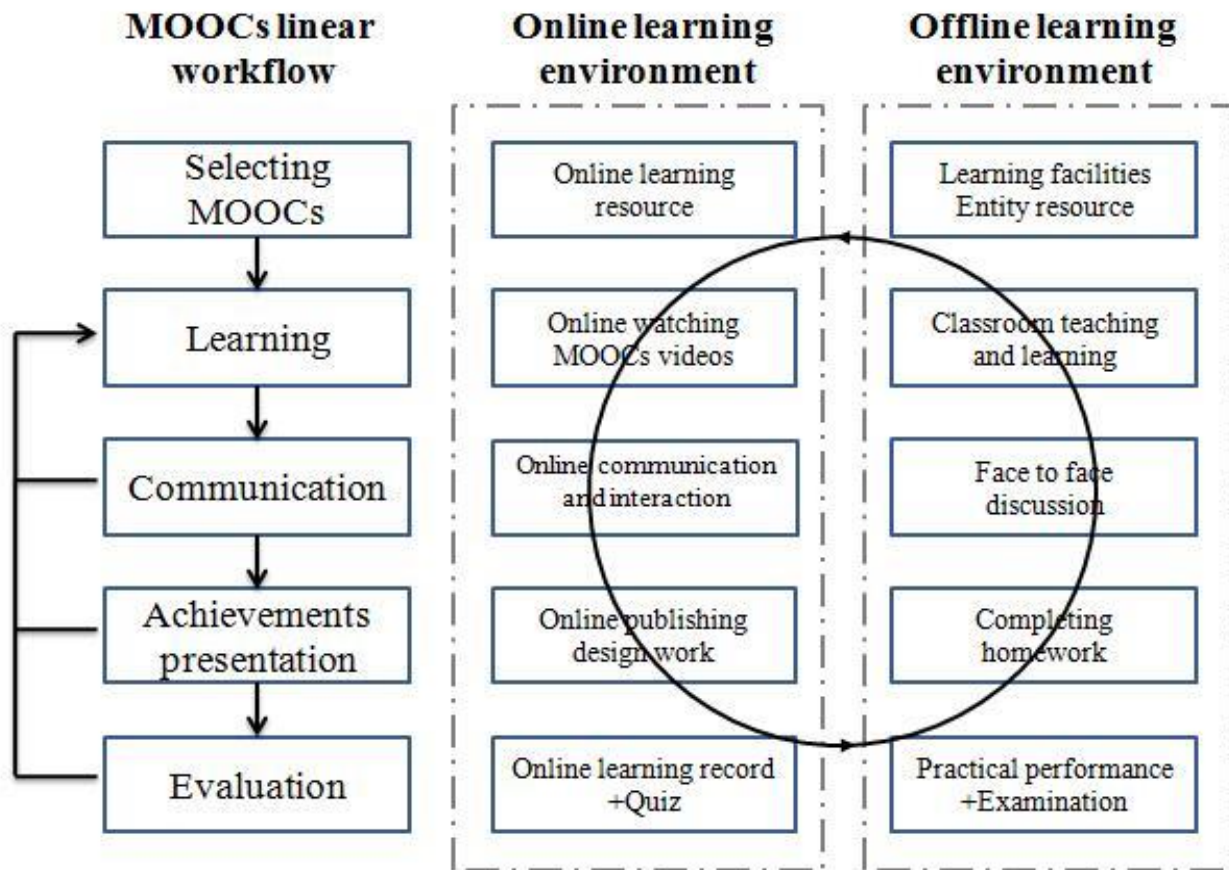 MOOCs linear
workflow
Online learning
environment
Offline learning
environment
Selecting
MOOCs
Online learning
resource
Learning facilities
Entity resource
Learning
Online watching
MOOCs videos
Classroom teaching
and learning
Communication
Online communication
and interaction
Face to face
discussion
Achievements
presentation
Online publishing
design work
Completing
homework
Evaluation
Online learning record
+Quiz
Practical performance
+Examination